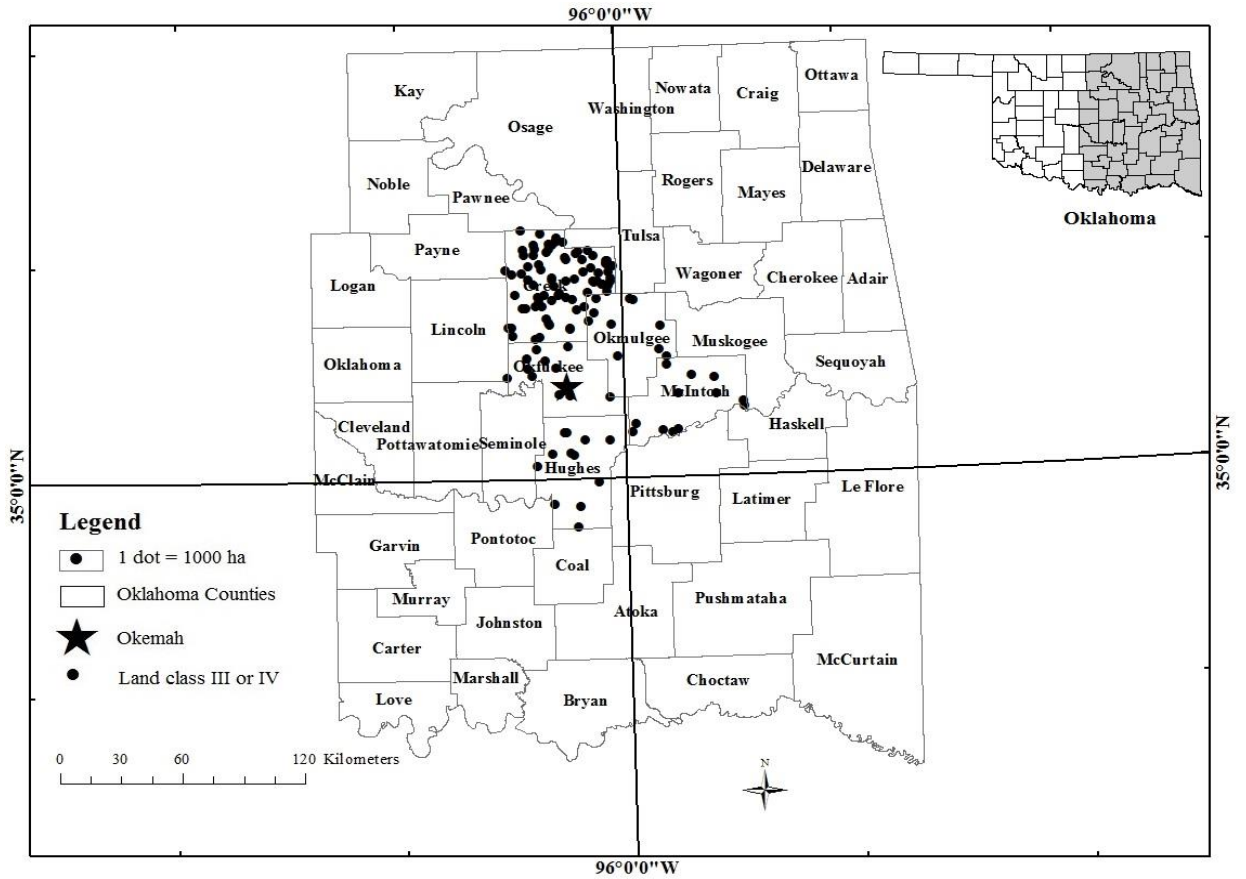 96°0'0"W
Kay
Osage
Washington
Nowata
Craig
Ottawa
Noble
Pawnee
Rogers
Mayes
Delaware
Oklahoma
Payne
Tulsa
Logan
Creek
Wagoner
Cherokee
Adair
Lincoln
Okmulgee
Muskogee
Oklahoma
Okfuskee
McIntosh
Sequoyah
Cleveland
Pottawatomie
Seminole
Haskell
McClain
Hughes
Pittsburg
Latimer
Le Flore
35°0'0"N
35°0'0"N
Legend
1 dot = 1000 ha
Oklahoma Counties
Okemah
Land class III or IV
Garvin
Pontotoc
Coal
Murray
Johnston
Atoka
Pushmataha
Carter
Marshall
McCurtain
Love
Bryan
Choctaw
0 30 60 120 Kilometers
N
96°0'0"W